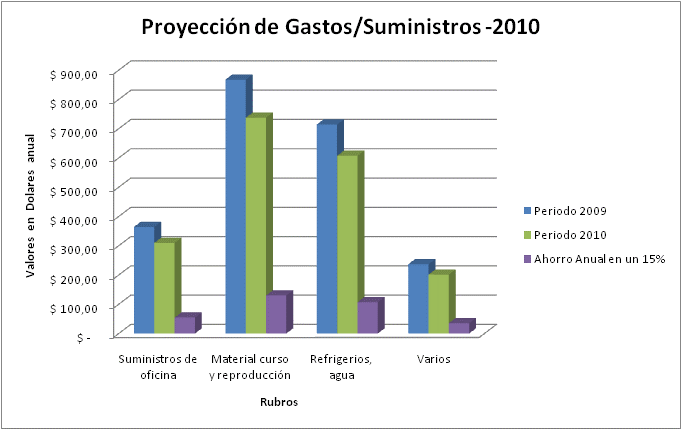 Proyección de Gastos/Suministros -2010
Valores en Dolares anual
$ 900,00
$ 800,00
$ 700,00
$ 600,00
$ 500,00
$ 400,00
$ 300,00
$ 200,00
$ 100,00
$ -
Suministros de
oficina
Material curso
y reproducción
Refrigerios,
agua
Varios
Rubros
Periodo 2009
Periodo 2010
Ahorro Anual en un 15%